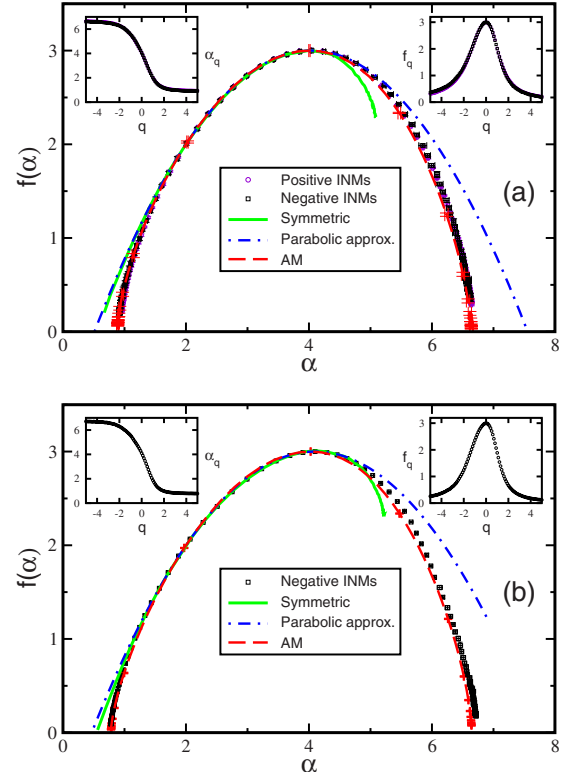 6
4
2
0
-4 -2 0 2 4
q
α_q
f_q
3
2
1
0
-4 -2 0 2 4
q
3
2
1
0
f(α)
Positive INMs
Negative INMs
Symmetric
Parabolic approx.
AM
(a)
0 2 4 6 8
α
6
4
2
0
-4 -2 0 2 4
q
α_q
f_q
3
2
1
0
-4 -2 0 2 4
q
3
2
1
0
f(α)
Negative INMs
Symmetric
Parabolic approx.
AM
(b)
0 2 4 6 8
α